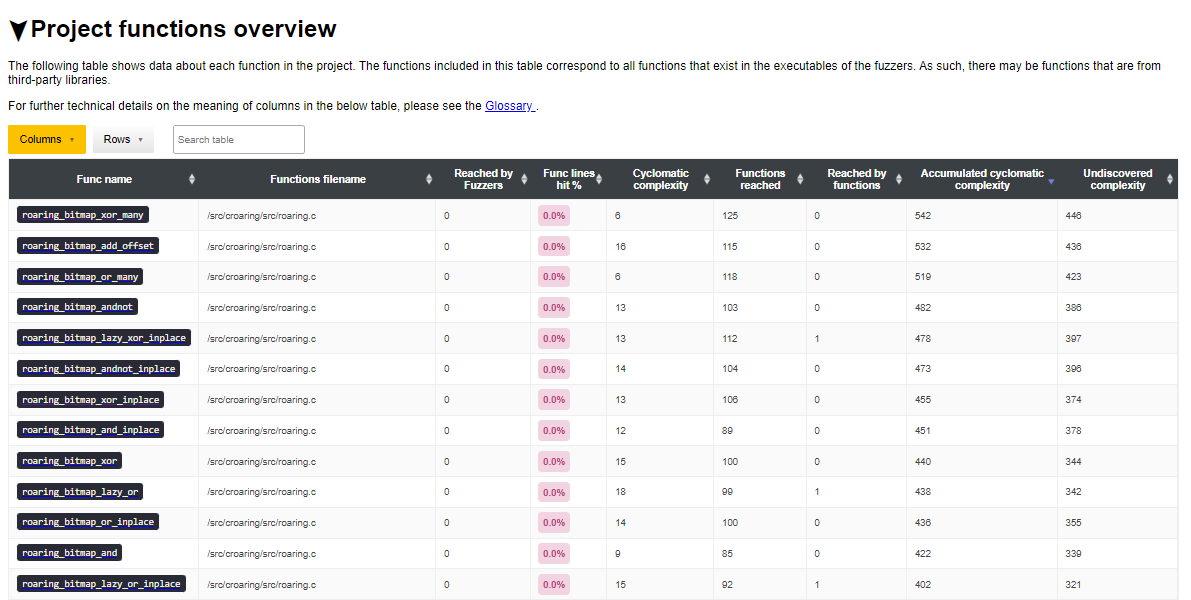 Project functions overview
The following table shows data about each function in the project. The functions included in this table correspond to all functions that exist in the executables of the fuzzers. As such, there may be functions that are from
third-party libraries.
For further technical details on the meaning of columns in the below table, please see the Glossary .
Columns Rows Search table
Func name Functions filename Reached by Fuzzers Func lines hit % Cyclomatic complexity Functions reached Reached by functions Accumulated cyclomatic complexity Undiscovered complexity
roaring_bitmap_xor_many /src/croaring/src/roaring.c 0 0.0% 6 125 0 542 446
roaring_bitmap_add_offset /src/croaring/src/roaring.c 0 0.0% 16 115 0 532 436
roaring_bitmap_or_many /src/croaring/src/roaring.c 0 0.0% 6 118 0 519 423
roaring_bitmap_andnot /src/croaring/src/roaring.c 0 0.0% 13 103 0 482 386
roaring_bitmap_lazy_xor_inplace /src/croaring/src/roaring.c 0 0.0% 13 112 1 478 397
roaring_bitmap_andnot_inplace /src/croaring/src/roaring.c 0 0.0% 14 104 0 473 396
roaring_bitmap_xor_inplace /src/croaring/src/roaring.c 0 0.0% 13 106 0 455 374
roaring_bitmap_and_inplace /src/croaring/src/roaring.c 0 0.0% 12 89 0 451 378
roaring_bitmap_xor /src/croaring/src/roaring.c 0 0.0% 15 100 0 440 344
roaring_bitmap_lazy_or /src/croaring/src/roaring.c 0 0.0% 18 99 1 438 342
roaring_bitmap_or_inplace /src/croaring/src/roaring.c 0 0.0% 14 100 0 436 355
roaring_bitmap_and /src/croaring/src/roaring.c 0 0.0% 9 85 0 422 339
roaring_bitmap_lazy_or_inplace /src/croaring/src/roaring.c 0 0.0% 15 92 1 402 321